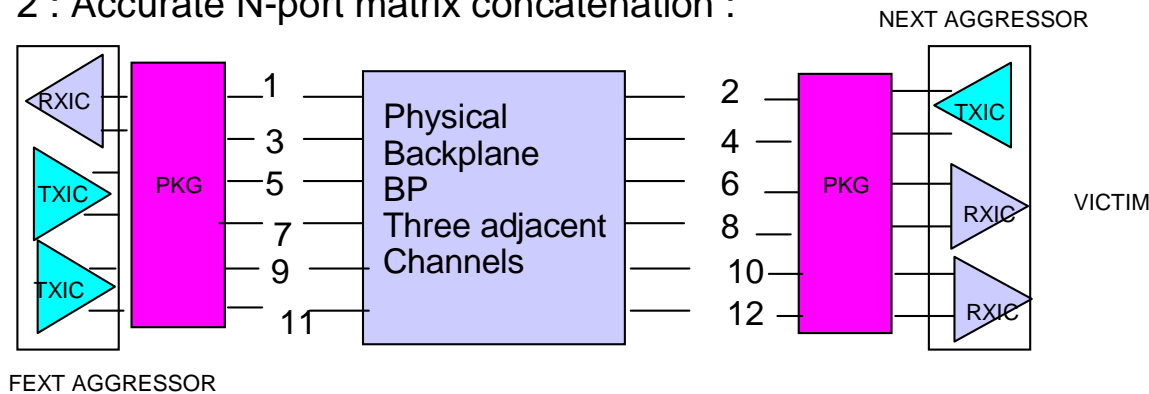 2 : Accurate N-port matrix concatenation :
NEXT AGGRESSOR
RXIC
TXIC
TXIC
PKG
1
3
5
7
9
11
Physical
Backplane
BP
Three adjacent
Channels
2
4
6
8
10
12
PKG
TXIC
RXIC
RXIC
VICTIM
FEXT AGGRESSOR